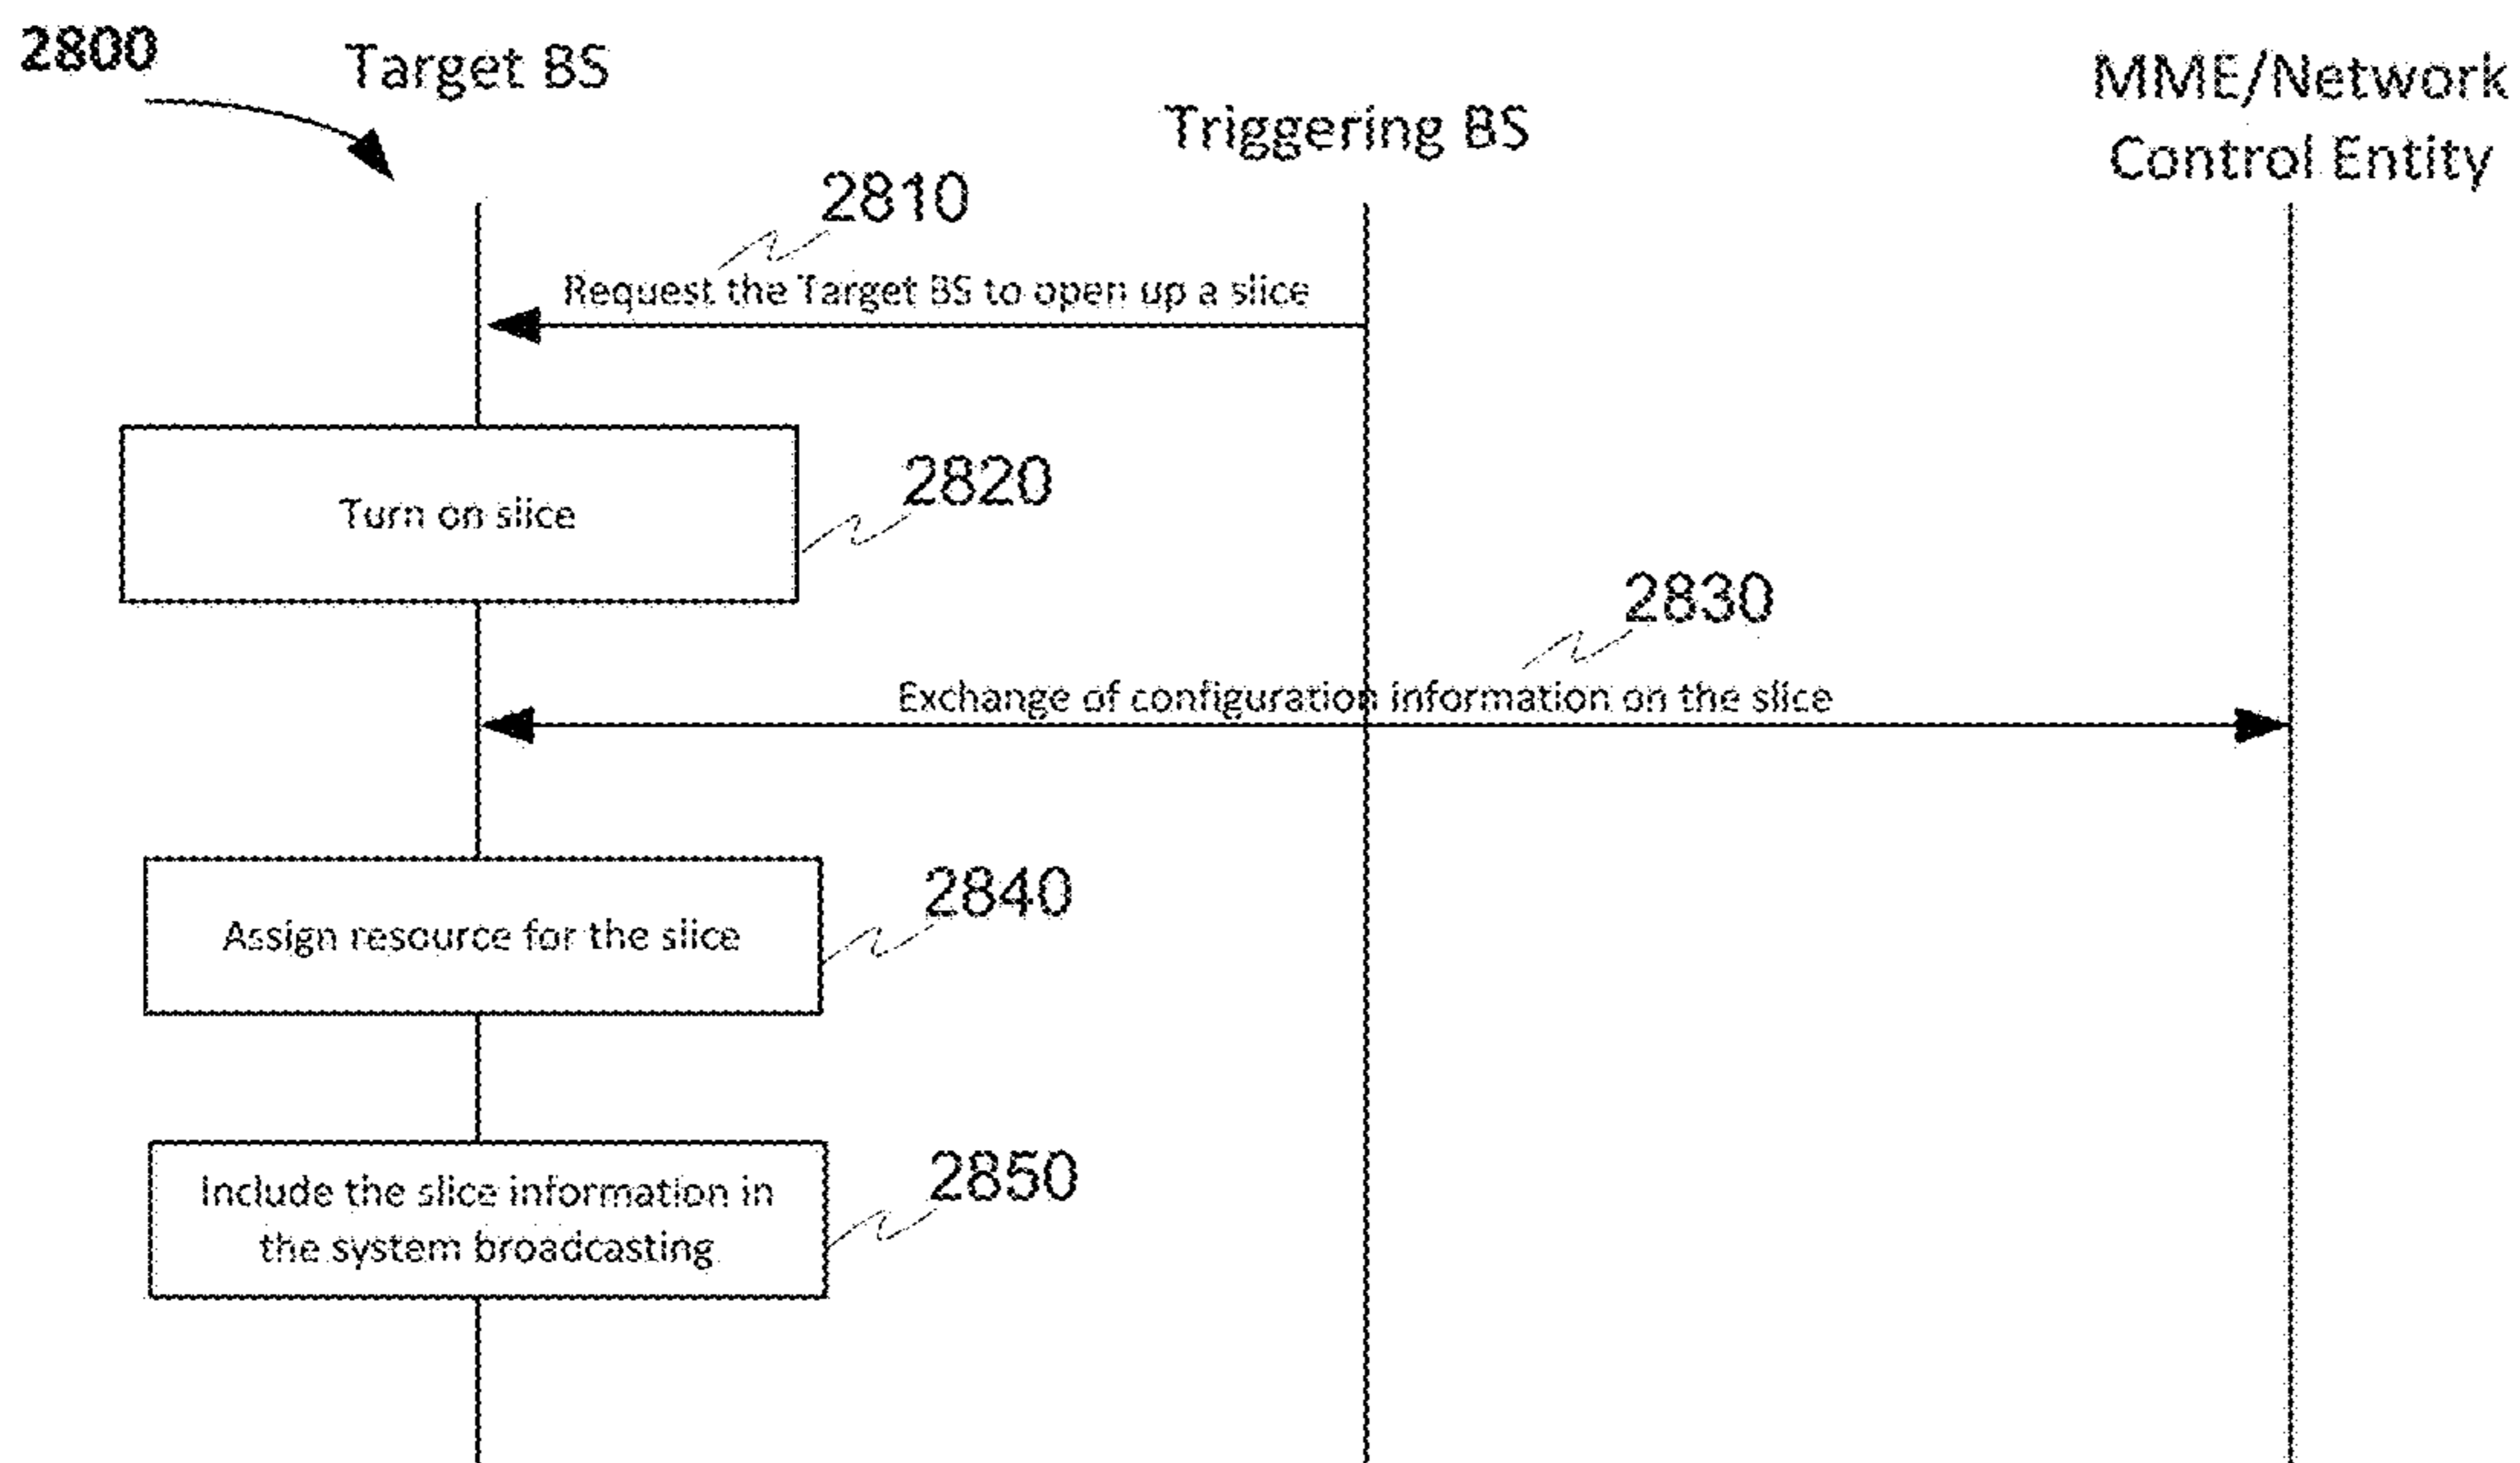 2800
Target BS
Triggering BS
MME/Network
Control Entity
2810
Request the Target BS to open up a slice
Turn on slice
2820
2830
Exchange of configuration information on the slice
Assign resource for the slice
2840
Include the slice information in
the system broadcasting
2850